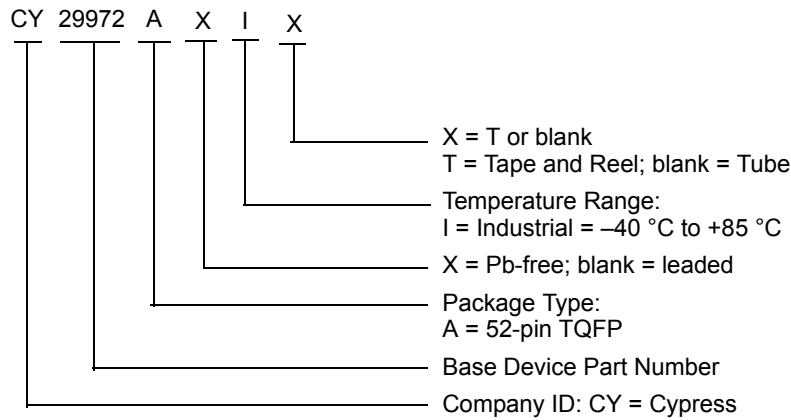 CY 29972 A X I X
X = T or blank
T = Tape and Reel; blank = Tube
Temperature Range:
I = Industrial = –40 °C to +85 °C
X = Pb-free; blank = leaded
Package Type:
A = 52-pin TQFP
Base Device Part Number
Company ID: CY = Cypress